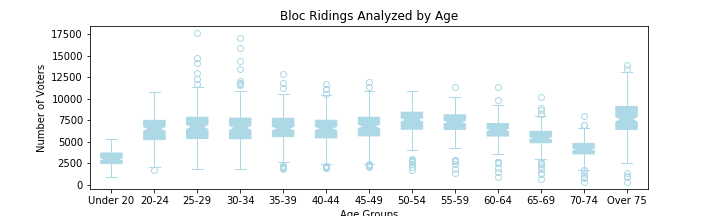 Bloc Ridings Analyzed by Age
Number of Voters
17500
15000
12500
10000
7500
5000
2500
0
Under 20 20-24 25-29 30-34 35-39 40-44 45-49 50-54 55-59 60-64 65-69 70-74 Over 75
Age Groups